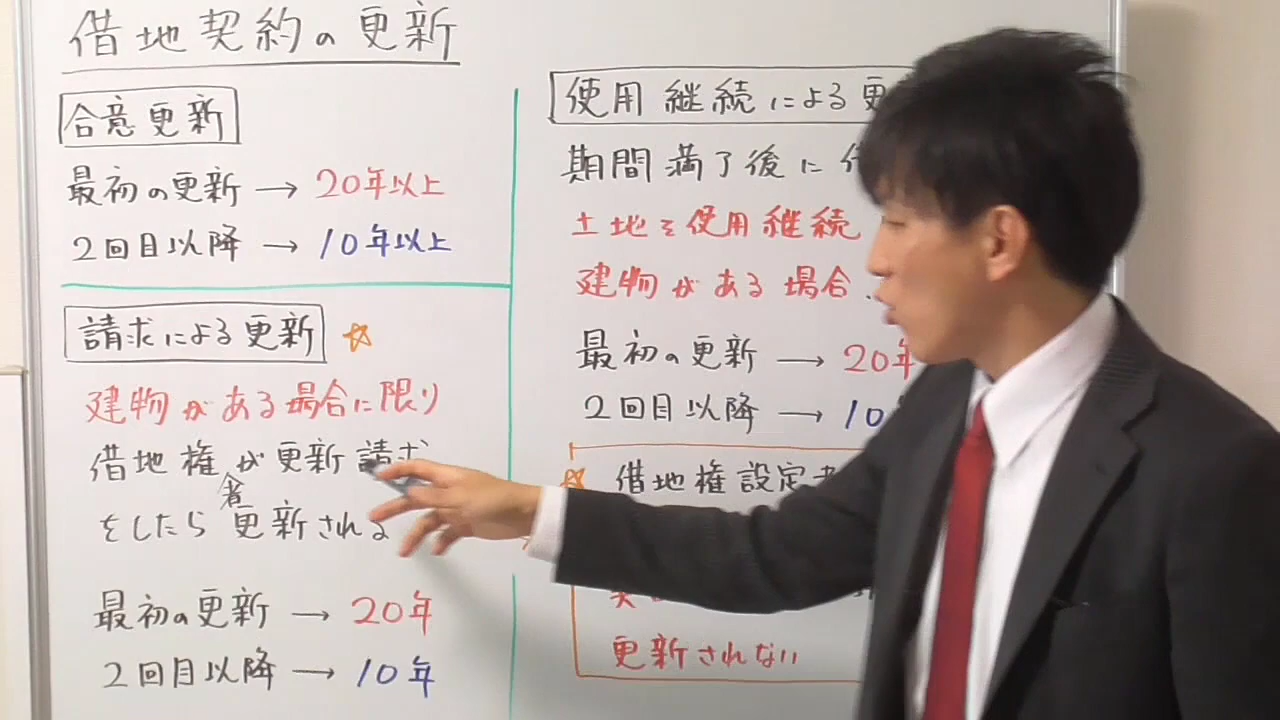 借地契約の更新
合意更新
最初の更新 → 20年以上
2回目以降 → 10年以上
請求による更新 ☆
建物がある場合に限り
借地権者が更新請求
をしたら更新される
最初の更新 → 20年
2回目以降 → 10年
使用継続による更
期間満了後に
土地を使用継続
建物がある場合
最初の更新 → 20年
2回目以降 → 10
☆ 借地権設定者
更新されない